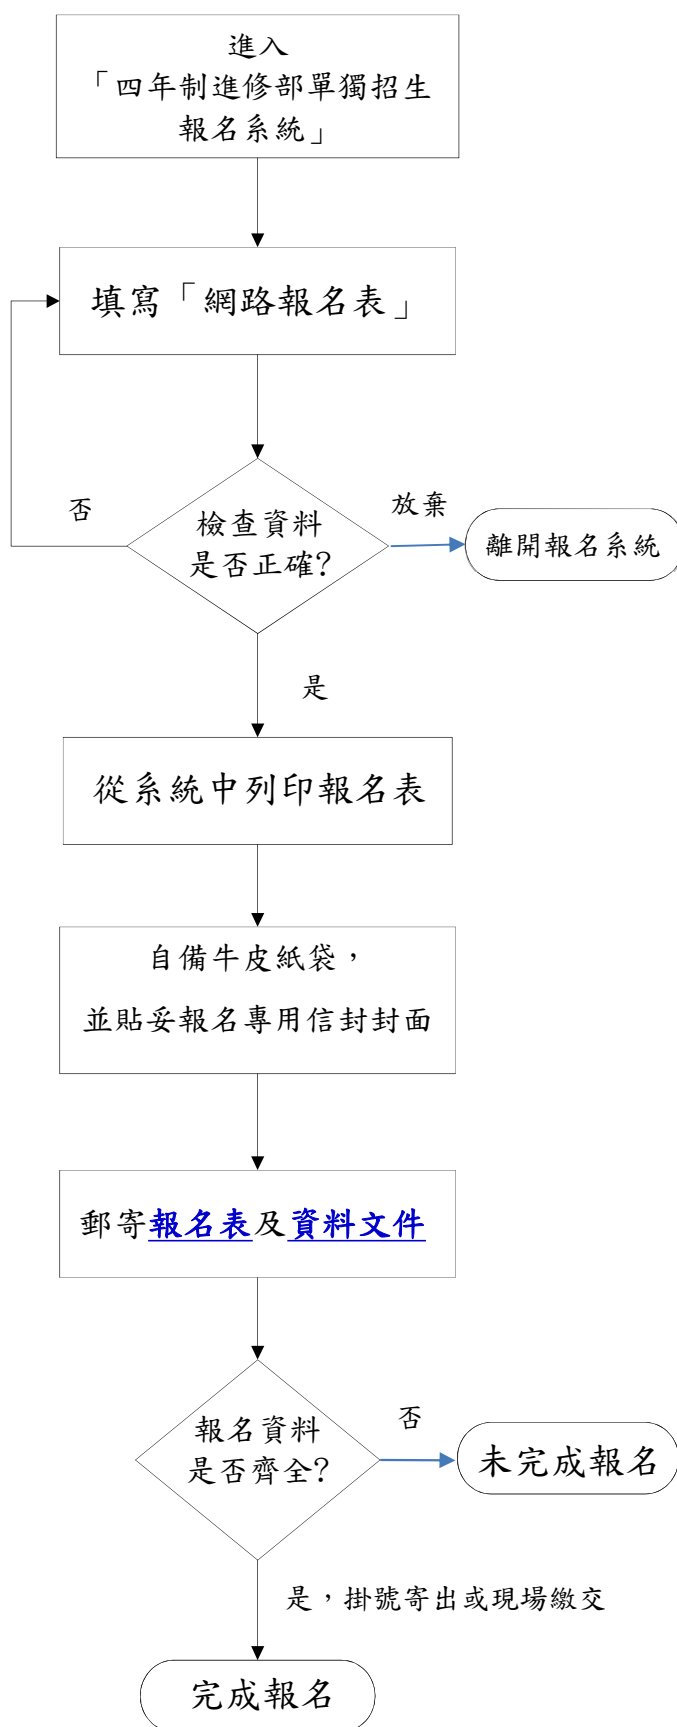 進入
「四年制進修部單獨招生
報名系統」
填寫「網路報名表」
否
檢查資料
是否正確?
放棄
離開報名系統
是
從系統中列印報名表
自備牛皮紙袋，
並貼妥報名專用信封封面
郵寄報名表及資料文件
報名資料
是否齊全?
否
未完成報名
是，掛號寄出或現場繳交
完成報名